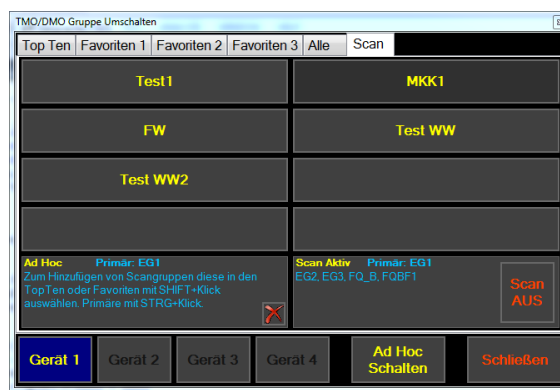 TMO/DMO Gruppe Umschalten
Top Ten Favoriten 1 Favoriten 2 Favoriten 3 Alle Scan
Test1 MKK1
FW Test WW
Test WW2
Ad Hoc Primär: EG1
Zum Hinzufügen von Scangruppen diese in den
TopTen oder Favoriten mit SHIFT+Klick
auswählen. Primäre mit STRG+Klick.
Scan Aktiv Primär: EG1
EG2, EG3, FQ_B, FQBF1
Scan
AUS
Gerät 1 Gerät 2 Gerät 3 Gerät 4
Ad Hoc
Schalten
Schließen